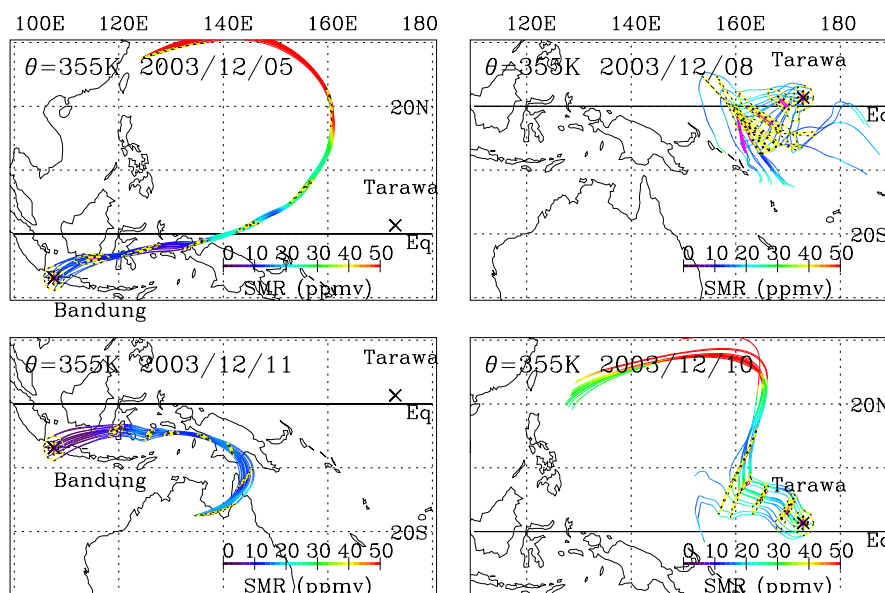 100E 120E 140E 160E 180
120E 140E 160E 180
θ=355K 2003/12/05
20N
Tarawa
Eq
0 10 20 30 40 50
SMR (ppmv)
Bandung
θ=355K 2003/12/08
Tarawa
Eq
20S
0 10 20 30 40 50
SMR (ppmv)
θ=355K 2003/12/11
Tarawa
Eq
Bandung
20S
0 10 20 30 40 50
SMR (ppmv)
θ=355K 2003/12/10
20N
Tarawa
Eq
0 10 20 30 40 50
SMR (ppmv)